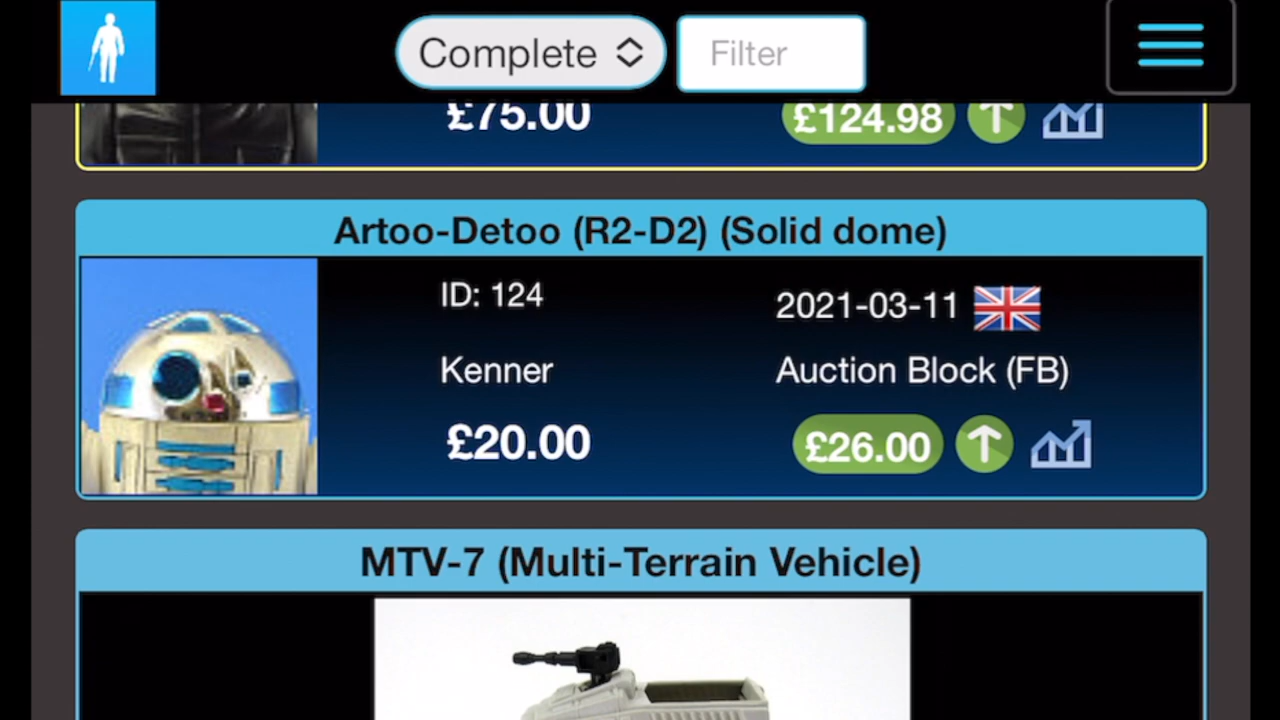 Complete
Filter
£75.00
£124.98
Artoo-Detoo (R2-D2) (Solid dome)
ID: 124
2021-03-11
Kenner
Auction Block (FB)
£20.00
£26.00
MTV-7 (Multi-Terrain Vehicle)